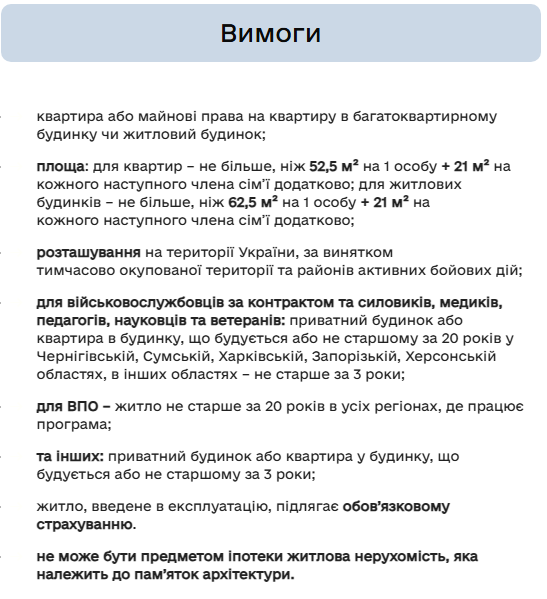 Вимоги
квартира або майнові права на квартиру в багатоквартирному
будинку чи житловий будинок;
площа: для квартир – не більше, ніж 52,5 м² на 1 особу + 21 м² на
кожного наступного члена сім’ї додатково; для житлових
будинків – не більше, ніж 62,5 м² на 1 особу + 21 м² на
кожного наступного члена сім’ї додатково;
розташування на території України, за винятком
тимчасово окупованої території та районів активних бойових дій;
для військовослужбовців за контрактом та силовиків, медиків,
педагогів, науковців та ветеранів: приватний будинок або
квартира в будинку, що будується або не старшому за 20 років у
Чернігівській, Сумській, Харківській, Запорізькій, Херсонській
областях, в інших областях – не старше за 3 роки;
для ВПО – житло не старше за 20 років в усіх регіонах, де працює
програма;
та інших: приватний будинок або квартира у будинку, що
будується або не старшому за 3 роки;
житло, введене в експлуатацію, підлягає обов’язковому
страхуванню.
не може бути предметом іпотеки житлова нерухомість, яка
належить до пам’яток архітектури.